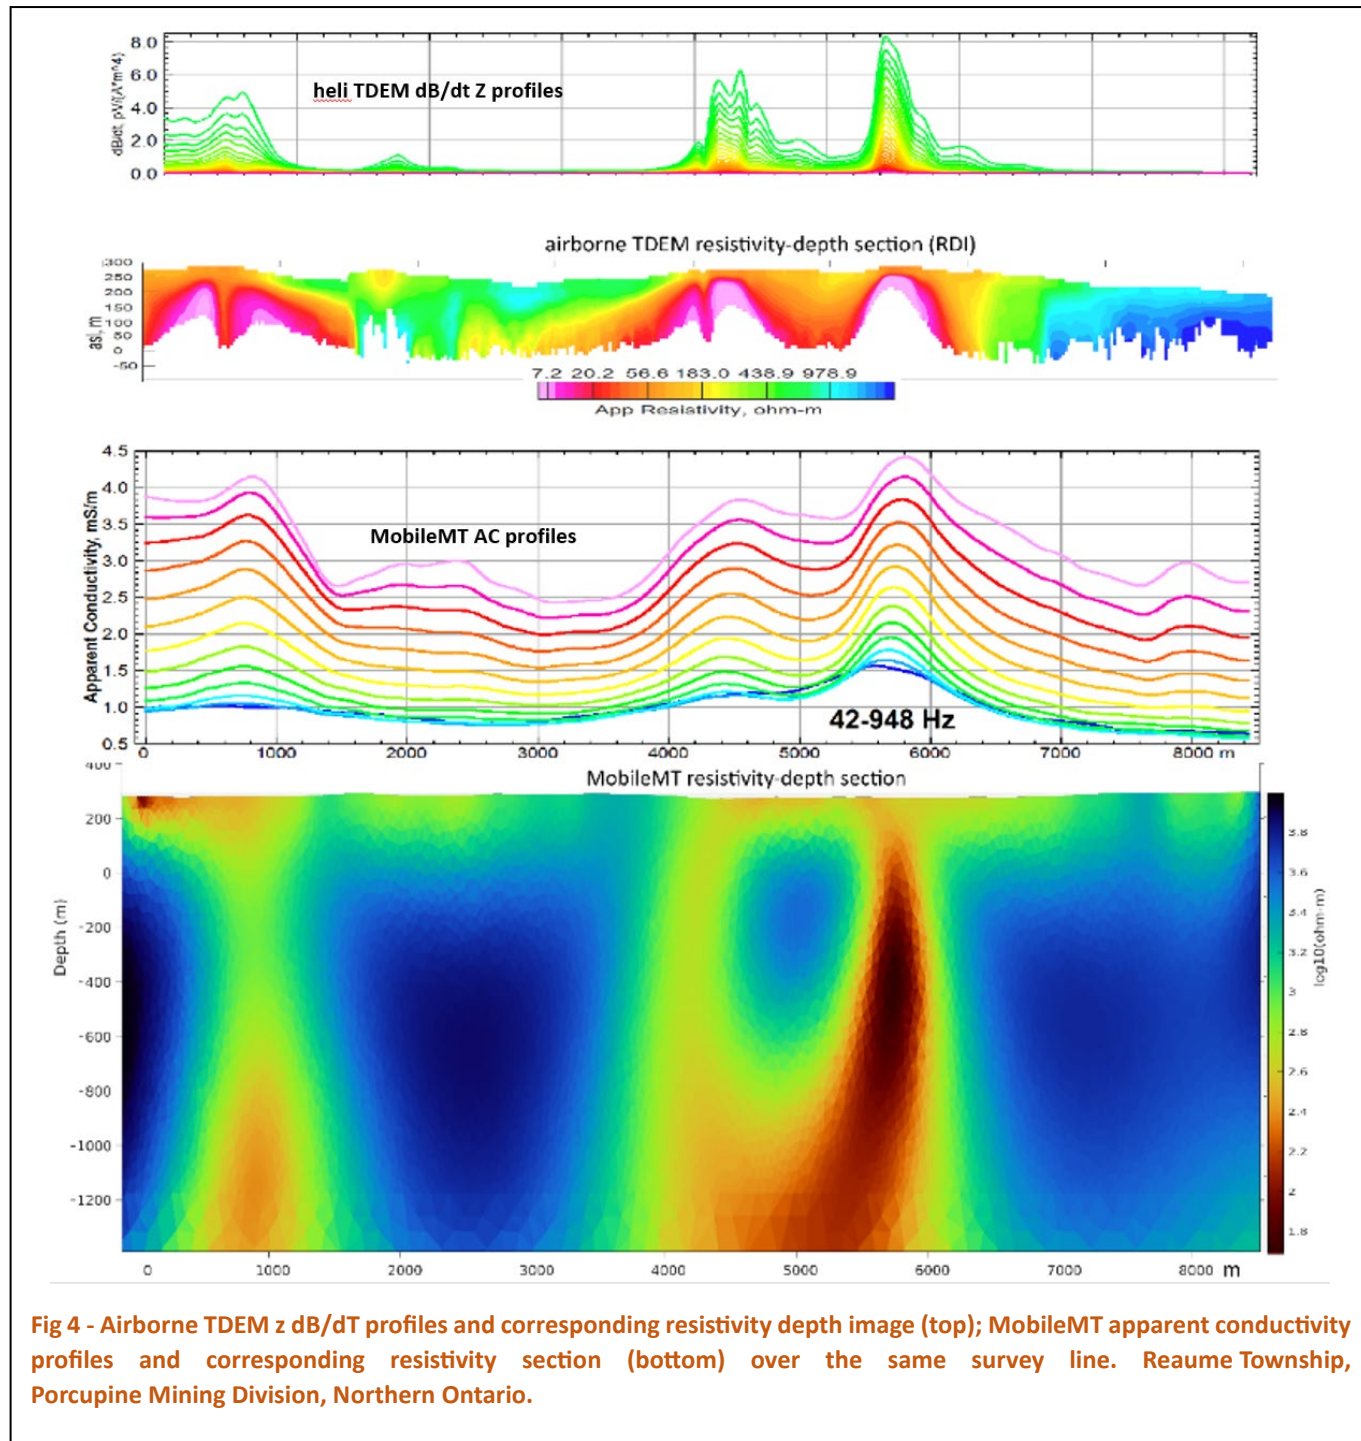 8.0
6.0
4.0
2.0
0.0
dB/dt, pV/(A*m^4)
heli TDEM dB/dt Z profiles
airborne TDEM resistivity-depth section (RDI)
300
250
200
150
100
50
0
-50
asl, m
7.2 20.2 56.6 183.0 438.9 978.9
App Resistivity, ohm-m
4.5
4.0
3.5
3.0
2.5
2.0
1.5
1.0
0.5
Apparent Conductivity, mS/m
MobileMT AC profiles
42-948 Hz
0 1000 2000 3000 4000 5000 6000 7000 8000 m
MobileMT resistivity-depth section
400
200
0
-200
-400
-600
-800
-1000
-1200
Depth (m)
3.8
3.6
3.4
3.2
3
2.8
2.6
2.4
2.2
2
1.8
log10(ohm-m)
0 1000 2000 3000 4000 5000 6000 7000 8000 m
Fig 4 - Airborne TDEM z dB/dT profiles and corresponding resistivity depth image (top); MobileMT apparent conductivity
profiles and corresponding resistivity section (bottom) over the same survey line. Reaume Township,
Porcupine Mining Division, Northern Ontario.